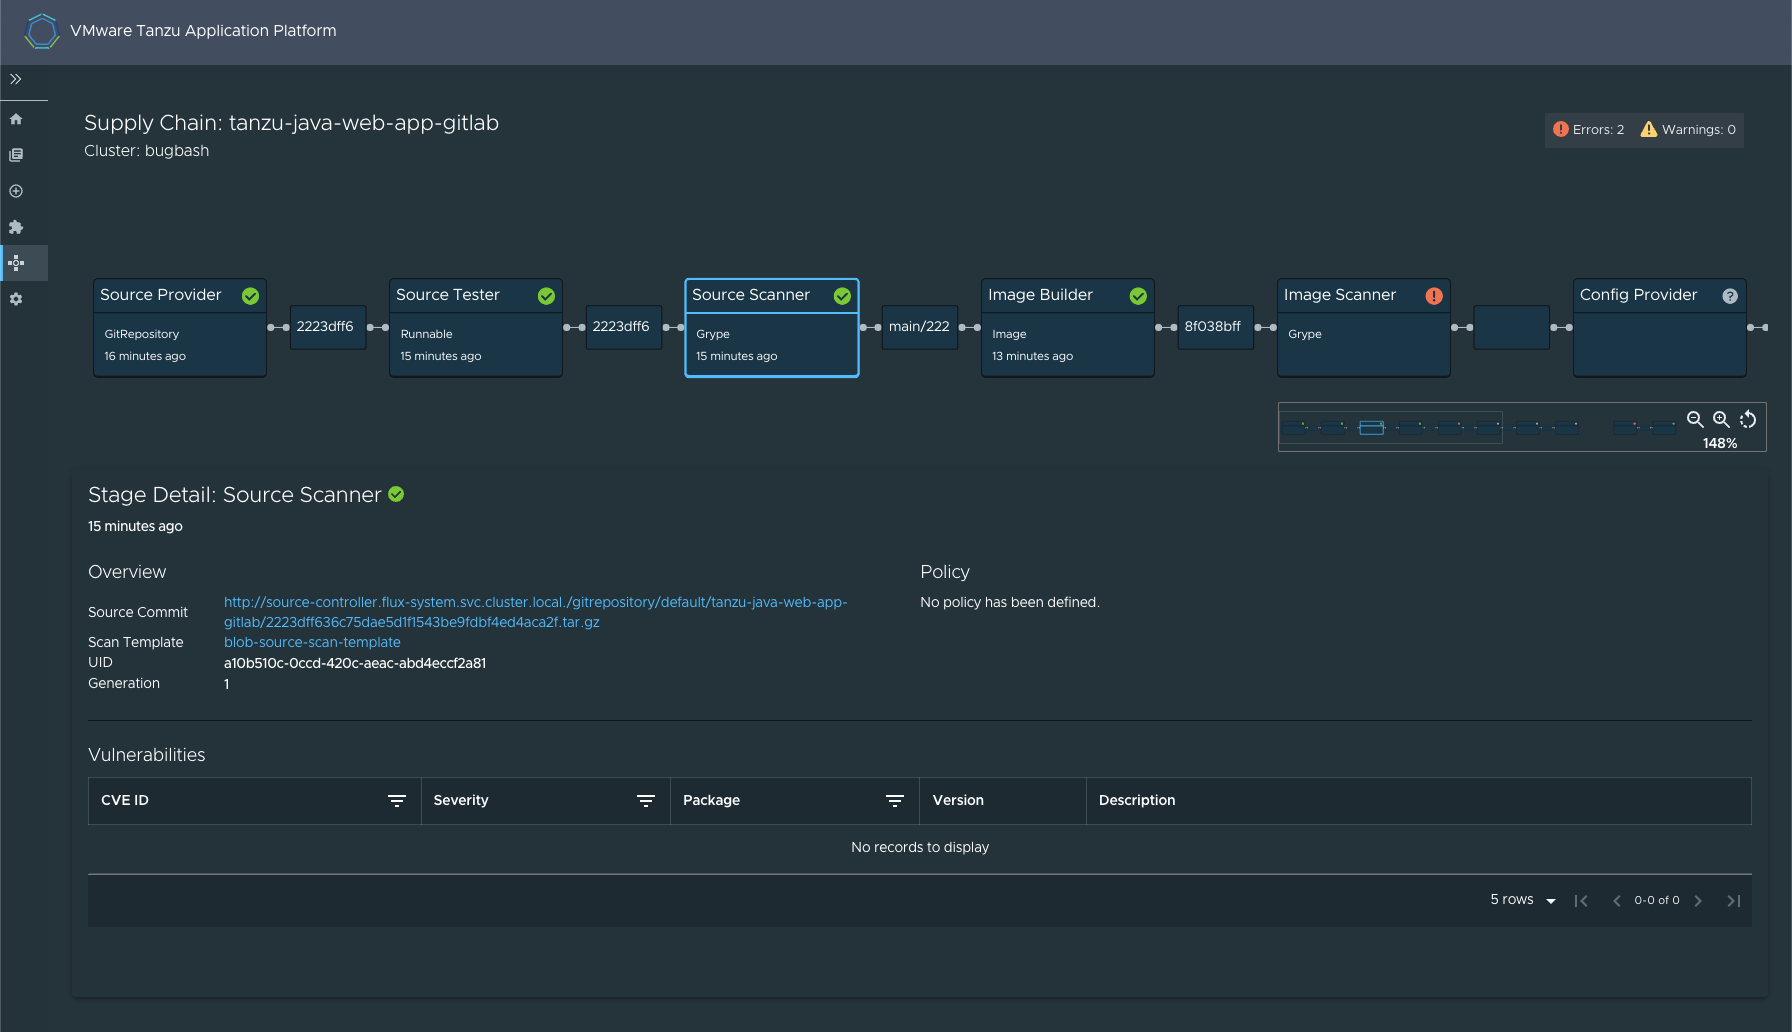 VMware Tanzu Application Platform
Supply Chain: tanzu-java-web-app-gitlab
Cluster: bugbash
Errors: 2 Warnings: 0
Source Provider
GitRepository
16 minutes ago
2223dff6
Source Tester
Runnable
15 minutes ago
2223dff6
Source Scanner
Grype
15 minutes ago
main/222
Image Builder
Image
13 minutes ago
8f038bff
Image Scanner
Grype
Config Provider
148%
Stage Detail: Source Scanner
15 minutes ago
Overview
Source Commit
http://source-controller.flux-system.svc.cluster.local./gitrepository/default/tanzu-java-web-app-
gitlab/2223dff636c75dae5d1f1543be9fdbf4ed4aca2f.tar.gz
Scan Template blob-source-scan-template
UID a10b510c-0ccd-420c-aeac-abd4eccf2a81
Generation 1
Policy
No policy has been defined.
Vulnerabilities
CVE ID Severity Package Version Description
No records to display
5 rows 0-0 of 0